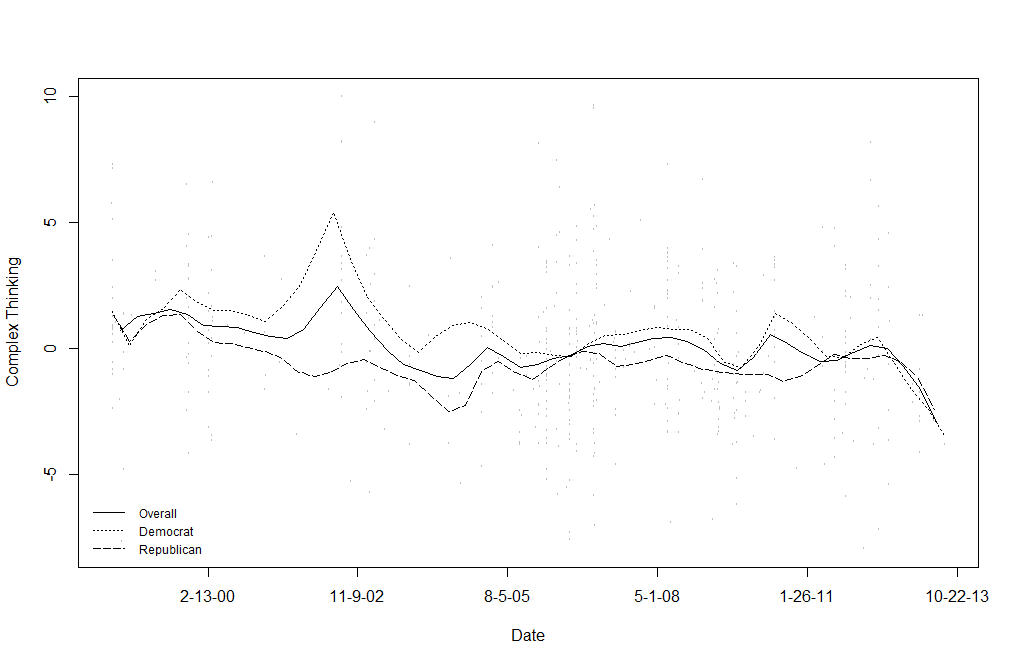 10
5
0
-5
Complex Thinking
Overall
Democrat
Republican
2-13-00
11-9-02
8-5-05
5-1-08
1-26-11
10-22-13
Date